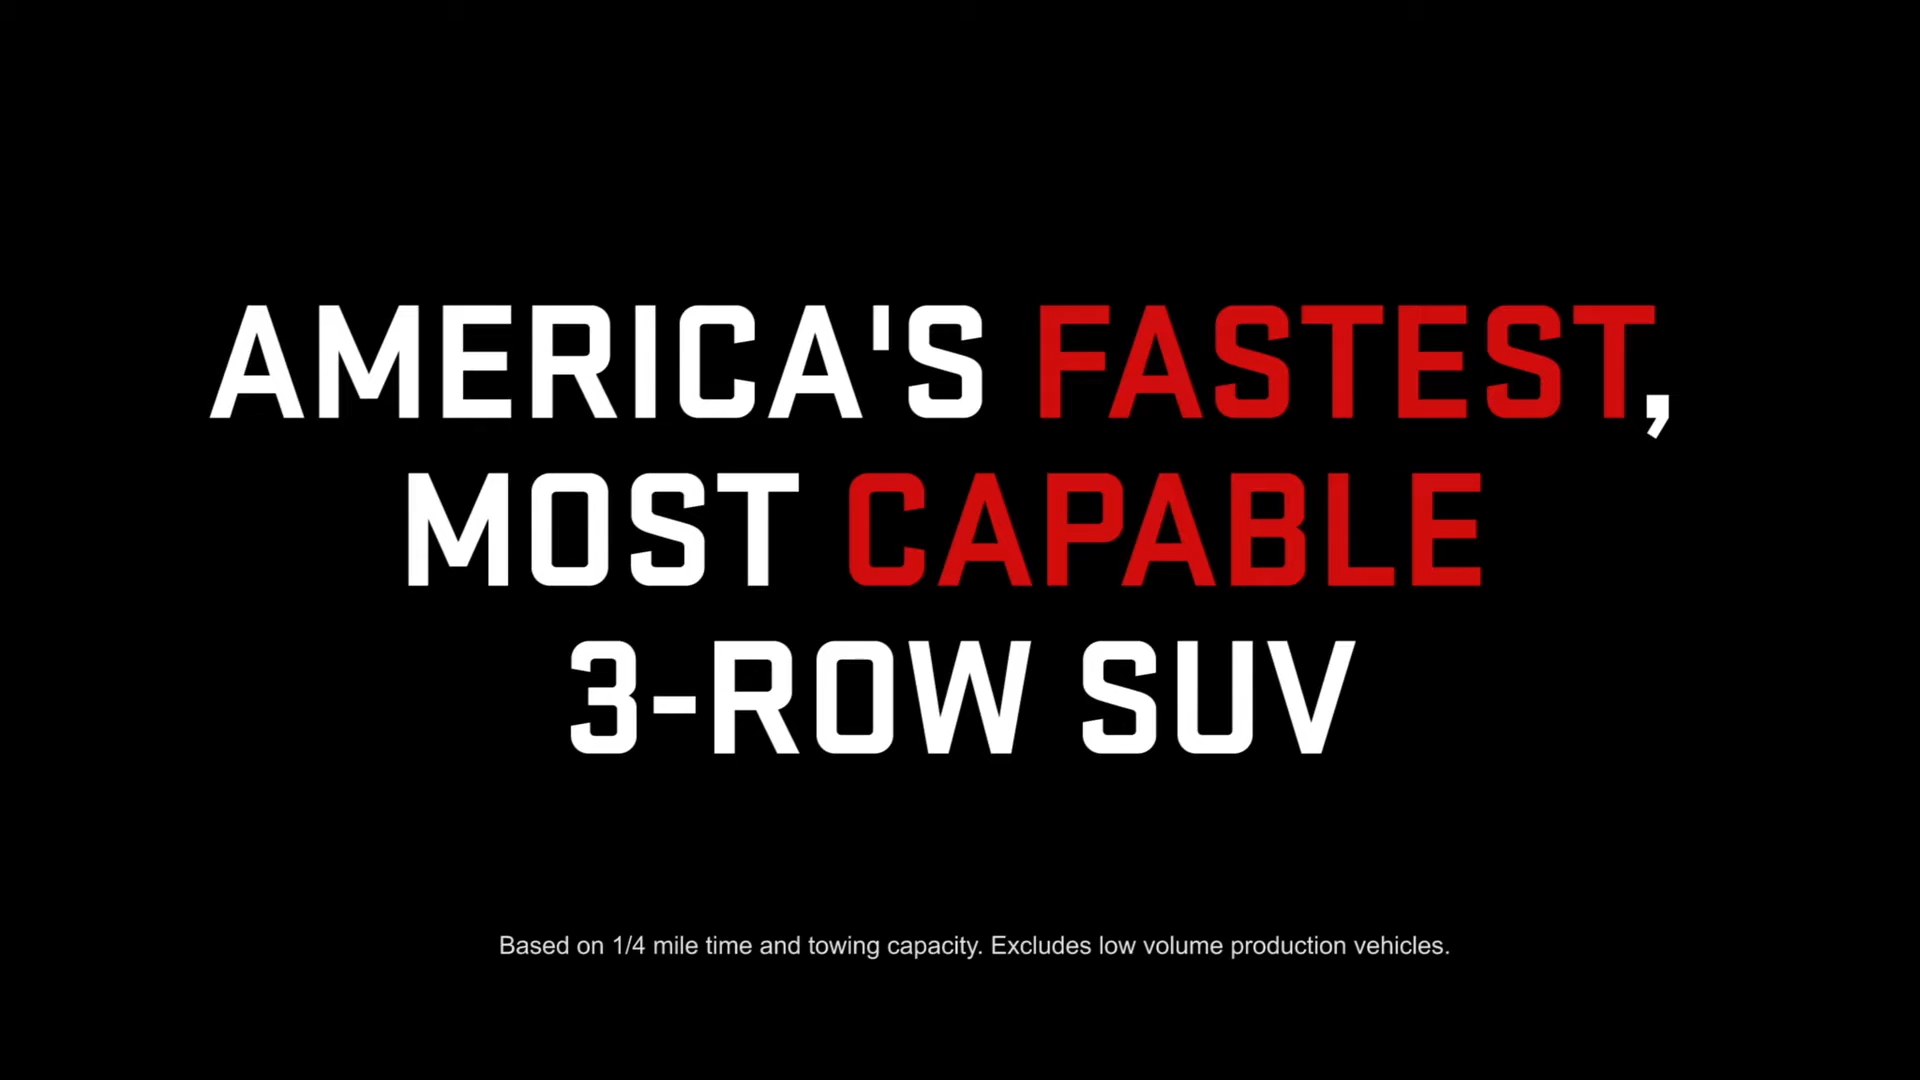 AMERICA'S FASTEST,
MOST CAPABLE
3-ROW SUV
Based on 1/4 mile time and towing capacity. Excludes low volume production vehicles.